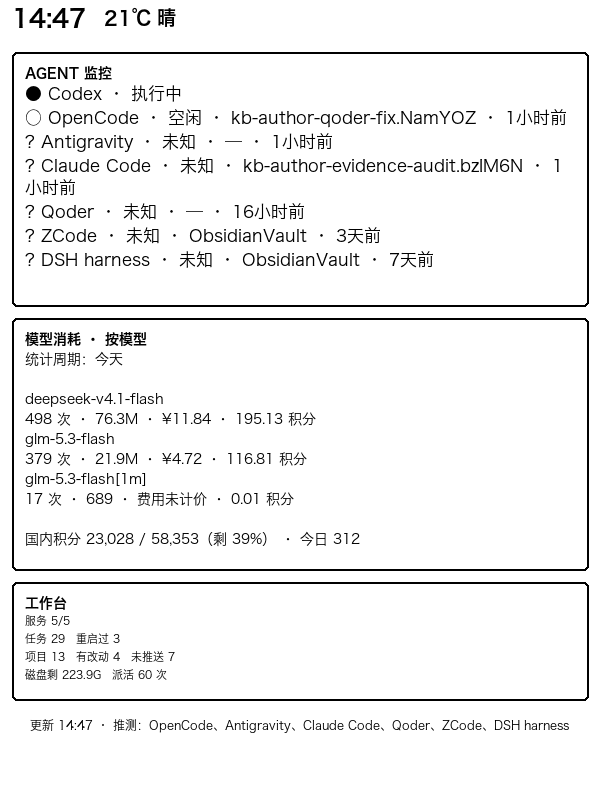 14:47 21℃ 晴
AGENT 监控
● Codex · 执行中
○ OpenCode · 空闲 · kb-author-qoder-fix.NamYOZ · 1小时前
? Antigravity · 未知 · — · 1小时前
? Claude Code · 未知 · kb-author-evidence-audit.bzlM6N · 1
小时前
? Qoder · 未知 · — · 16小时前
? ZCode · 未知 · ObsidianVault · 3天前
? DSH harness · 未知 · ObsidianVault · 7天前
模型消耗 · 按模型
统计周期：今天
deepseek-v4.1-flash
498 次 · 76.3M · ¥11.84 · 195.13 积分
glm-5.3-flash
379 次 · 21.9M · ¥4.72 · 116.81 积分
glm-5.3-flash[1m]
17 次 · 689 · 费用未计价 · 0.01 积分
国内积分 23,028 / 58,353（剩 39%） · 今日 312
工作台
服务 5/5
任务 29 重启过 3
项目 13 有改动 4 未推送 7
磁盘剩 223.9G 派活 60 次
更新 14:47 · 推测：OpenCode、Antigravity、Claude Code、Qoder、ZCode、DSH harness